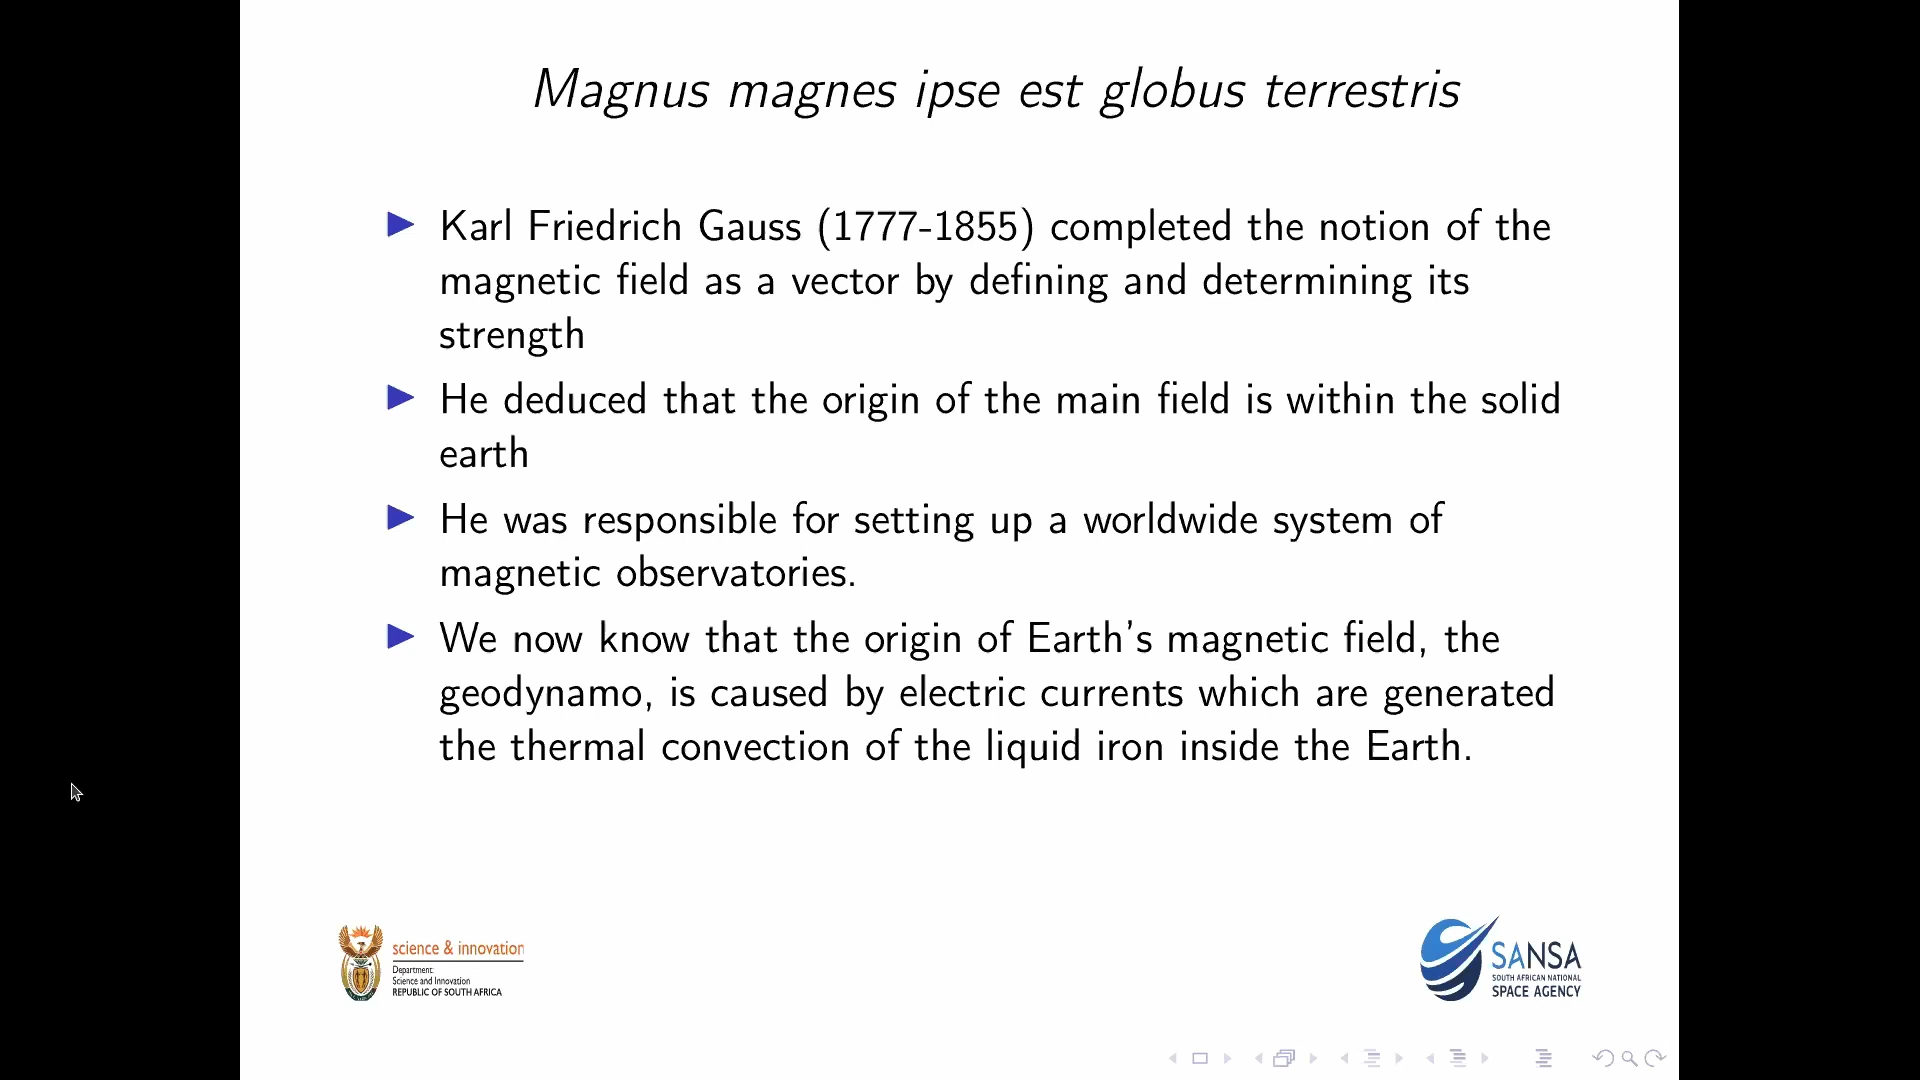 Magnus magnes ipse est globus terrestris
Karl Friedrich Gauss (1777-1855) completed the notion of the
magnetic field as a vector by defining and determining its
strength
He deduced that the origin of the main field is within the solid
earth
He was responsible for setting up a worldwide system of
magnetic observatories.
We now know that the origin of Earth's magnetic field, the
geodynamo, is caused by electric currents which are generated
the thermal convection of the liquid iron inside the Earth.
science & innovation
Department:
Science and Innovation
REPUBLIC OF SOUTH AFRICA
SANSA
SOUTH AFRICAN NATIONAL
SPACE AGENCY